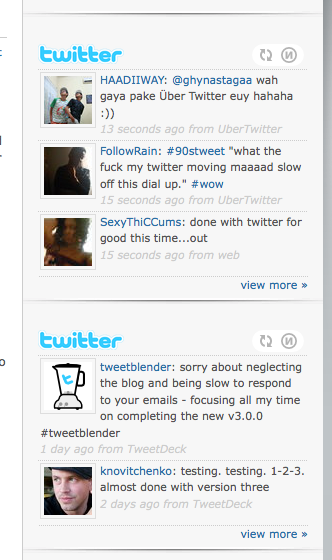 twitter
HAADIIWAY: @ghynastagaa wah
gaya pake Über Twitter euy hahaha
:))
13 seconds ago from UberTwitter
FollowRain: #90stweet "what the
fuck my twitter moving maaaad slow
off this dial up." #wow
15 seconds ago from UberTwitter
SexyThiCCums: done with twitter for
good this time...out
15 seconds ago from web
view more »
twitter
tweetblender: sorry about neglecting
the blog and being slow to respond
to your emails - focusing all my time
on completing the new v3.0.0
#tweetblender
1 day ago from TweetDeck
knovitchenko: testing. testing. 1-2-3.
almost done with version three
2 days ago from TweetDeck
view more »